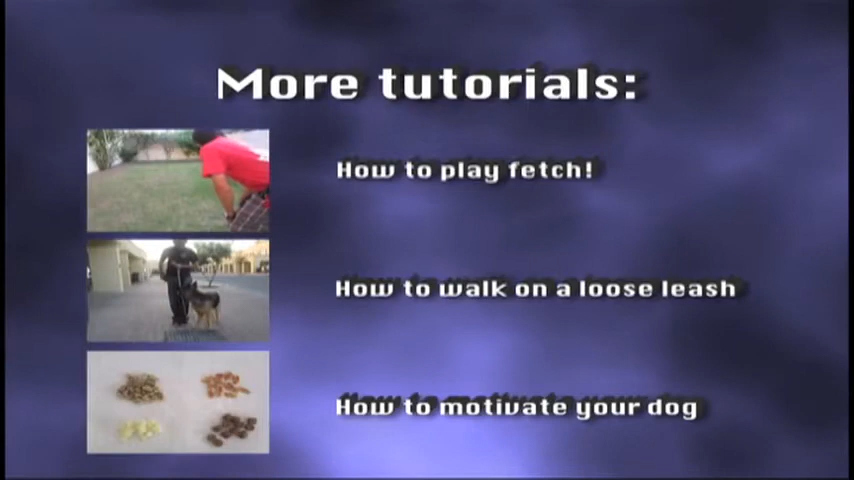 More tutorials:
How to play fetch!
How to walk on a loose leash
How to motivate your dog